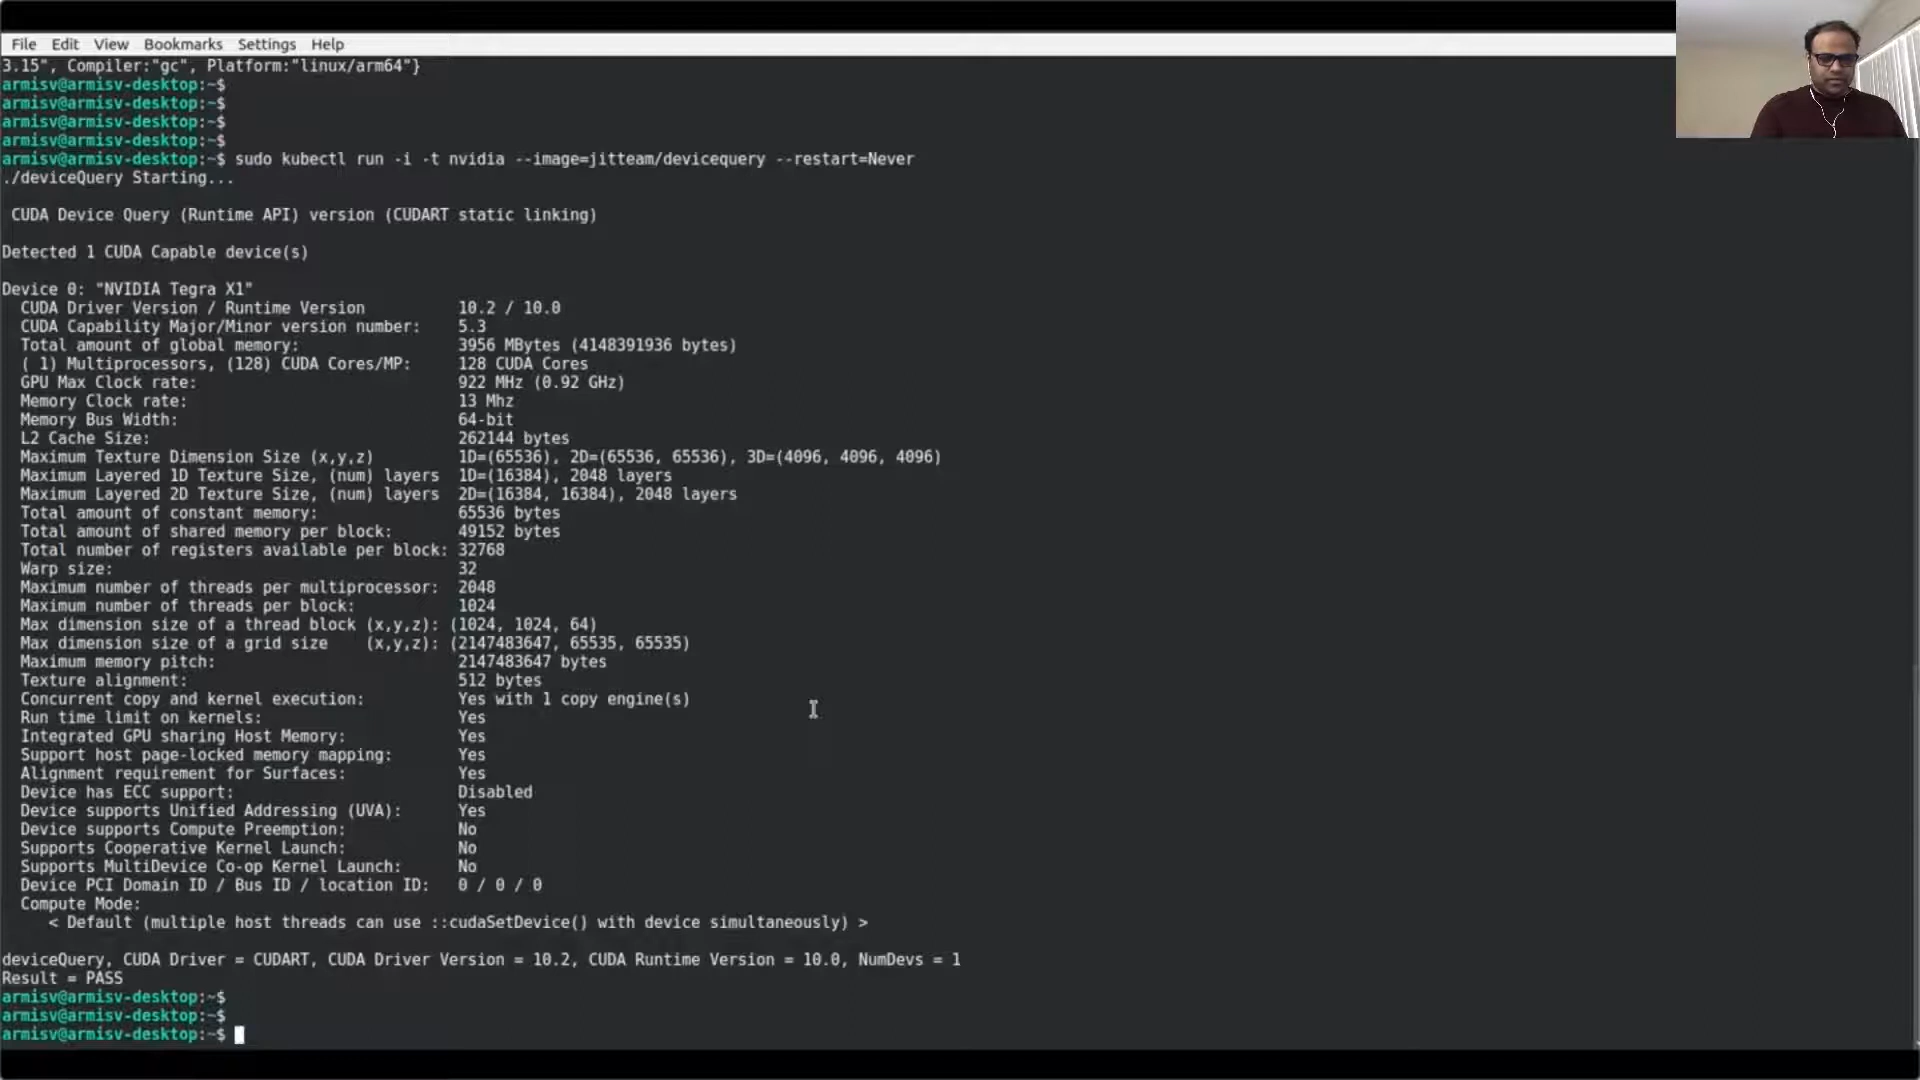 File Edit View Bookmarks Settings Help
3.15", Compiler:"gc", Platform:"linux/arm64"}
armisv@armisv-desktop:~$
armisv@armisv-desktop:~$
armisv@armisv-desktop:~$
armisv@armisv-desktop:~$
armisv@armisv-desktop:~$ sudo kubectl run -i -t nvidia --image=jitteam/devicequery --restart=Never
./deviceQuery Starting...
CUDA Device Query (Runtime API) version (CUDART static linking)
Detected 1 CUDA Capable device(s)
Device 0: "NVIDIA Tegra X1"
CUDA Driver Version / Runtime Version 10.2 / 10.0
CUDA Capability Major/Minor version number: 5.3
Total amount of global memory: 3956 MBytes (4148391936 bytes)
( 1) Multiprocessors, (128) CUDA Cores/MP: 128 CUDA Cores
GPU Max Clock rate: 922 MHz (0.92 GHz)
Memory Clock rate: 13 Mhz
Memory Bus Width: 64-bit
L2 Cache Size: 262144 bytes
Maximum Texture Dimension Size (x,y,z) 1D=(65536), 2D=(65536, 65536), 3D=(4096, 4096, 4096)
Maximum Layered 1D Texture Size, (num) layers 1D=(16384), 2048 layers
Maximum Layered 2D Texture Size, (num) layers 2D=(16384, 16384), 2048 layers
Total amount of constant memory: 65536 bytes
Total amount of shared memory per block: 49152 bytes
Total number of registers available per block: 32768
Warp size: 32
Maximum number of threads per multiprocessor: 2048
Maximum number of threads per block: 1024
Max dimension size of a thread block (x,y,z): (1024, 1024, 64)
Max dimension size of a grid size (x,y,z): (2147483647, 65535, 65535)
Maximum memory pitch: 2147483647 bytes
Texture alignment: 512 bytes
Concurrent copy and kernel execution: Yes with 1 copy engine(s)
Run time limit on kernels: Yes
Integrated GPU sharing Host Memory: Yes
Support host page-locked memory mapping: Yes
Alignment requirement for Surfaces: Yes
Device has ECC support: Disabled
Device supports Unified Addressing (UVA): Yes
Device supports Compute Preemption: No
Supports Cooperative Kernel Launch: No
Supports MultiDevice Co-op Kernel Launch: No
Device PCI Domain ID / Bus ID / location ID: 0 / 0 / 0
Compute Mode:
< Default (multiple host threads can use ::cudaSetDevice() with device simultaneously) >
deviceQuery, CUDA Driver = CUDART, CUDA Driver Version = 10.2, CUDA Runtime Version = 10.0, NumDevs = 1
Result = PASS
armisv@armisv-desktop:~$
armisv@armisv-desktop:~$
armisv@armisv-desktop:~$